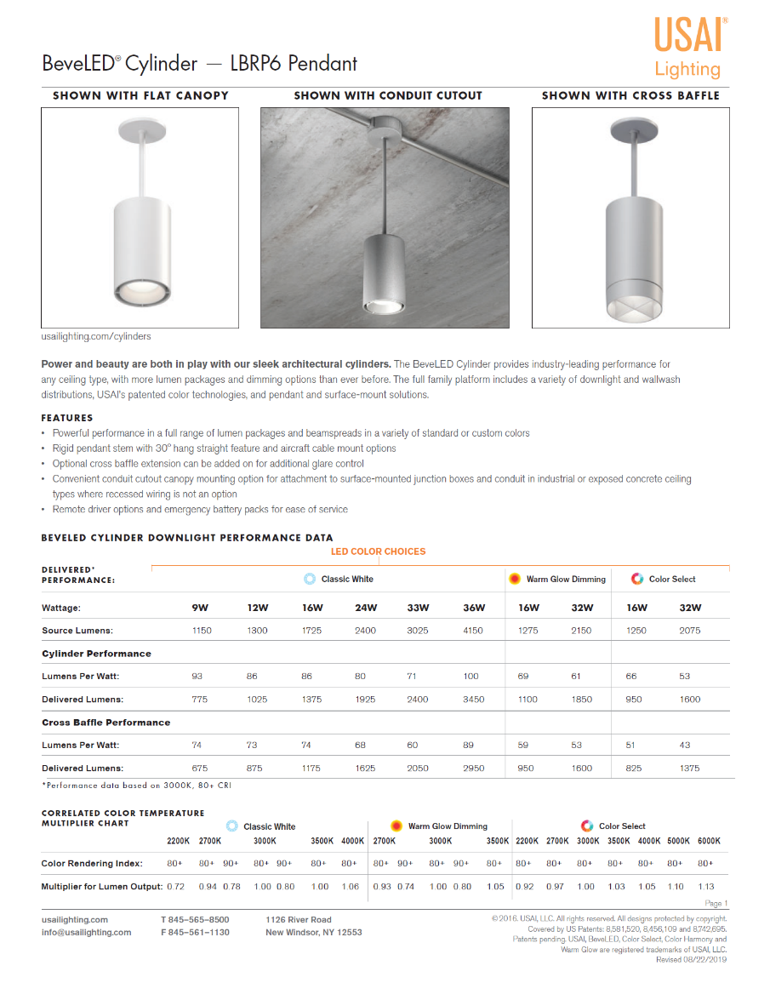 USAI®
Lighting
BeveLED® Cylinder — LBRP6 Pendant
SHOWN WITH FLAT CANOPY
SHOWN WITH CONDUIT CUTOUT
SHOWN WITH CROSS BAFFLE
usailighting.com/cylinders
Power and beauty are both in play with our sleek architectural cylinders. The BeveLED Cylinder provides industry-leading performance for
any ceiling type, with more lumen packages and dimming options than ever before. The full family platform includes a variety of downlight and wallwash
distributions, USAI's patented color technologies, and pendant and surface-mount solutions.
FEATURES
• Powerful performance in a full range of lumen packages and beamspreads in a variety of standard or custom colors
• Rigid pendant stem with 30° hang straight feature and aircraft cable mount options
• Optional cross baffle extension can be added on for additional glare control
• Convenient conduit cutout canopy mounting option for attachment to surface-mounted junction boxes and conduit in industrial or exposed concrete ceiling
types where recessed wiring is not an option
• Remote driver options and emergency battery packs for ease of service
BEVELED CYLINDER DOWNLIGHT PERFORMANCE DATA
LED COLOR CHOICES
DELIVERED*
PERFORMANCE:
Classic White Warm Glow Dimming Color Select
Wattage: 9W 12W 16W 24W 33W 36W 16W 32W 16W 32W
Source Lumens: 1150 1300 1725 2400 3025 4150 1275 2150 1250 2075
Cylinder Performance
Lumens Per Watt: 93 86 86 80 71 100 69 61 66 53
Delivered Lumens: 775 1025 1375 1925 2400 3450 1100 1850 950 1600
Cross Baffle Performance
Lumens Per Watt: 74 73 74 68 60 89 59 53 51 43
Delivered Lumens: 675 875 1175 1625 2050 2950 950 1600 825 1375
*Performance data based on 3000K, 80+ CRI
CORRELATED COLOR TEMPERATURE
MULTIPLIER CHART
Classic White Warm Glow Dimming Color Select
2200K 2700K 3000K 3500K 4000K 2700K 3000K 3500K 2200K 2700K 3000K 3500K 4000K 5000K 6000K
Color Rendering Index: 80+ 80+ 90+ 80+ 90+ 80+ 80+ 80+ 90+ 80+ 90+ 80+ 80+ 80+ 80+ 80+ 80+ 80+ 80+
Multiplier for Lumen Output: 0.72 0.94 0.78 1.00 0.80 1.00 1.06 0.93 0.74 1.00 0.80 1.05 0.92 0.97 1.00 1.03 1.05 1.10 1.13
Page 1
usailighting.com T 845–565–8500 1126 River Road
info@usailighting.com F 845–561–1130 New Windsor, NY 12553
©2016. USAI, LLC. All rights reserved. All designs protected by copyright.
Covered by US Patents: 8,581,520, 8,456,109 and 8,742,695.
Patents pending. USAI, BeveLED, Color Select, Color Harmony and
Warm Glow are registered trademarks of USAI, LLC.
Revised 08/22/2019